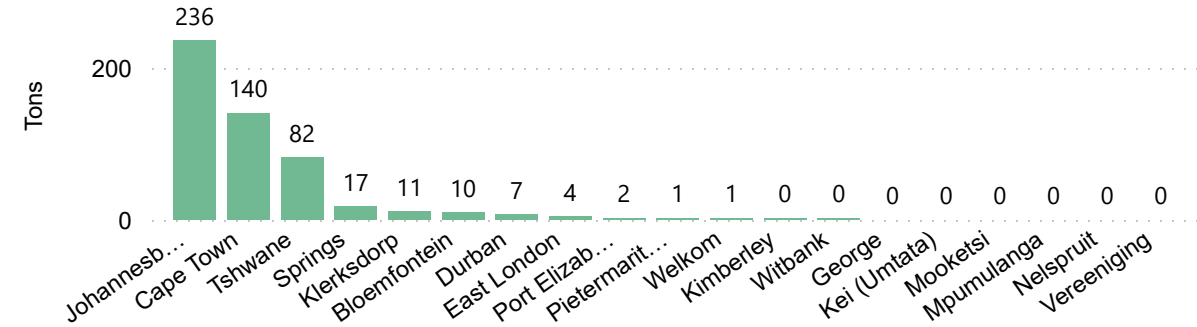 Tons
200
0
236
140
82
17
11
10
7
4
2
1
1
0
0
0
0
0
0
0
0
Johannesb...
Cape Town
Tshwane
Springs
Klerksdorp
Bloemfontein
Durban
East London
Port Elizab...
Pietermarit...
Welkom
Kimberley
Witbank
George
Kei (Umtata)
Mooketsi
Mpumulanga
Nelspruit
Vereeniging